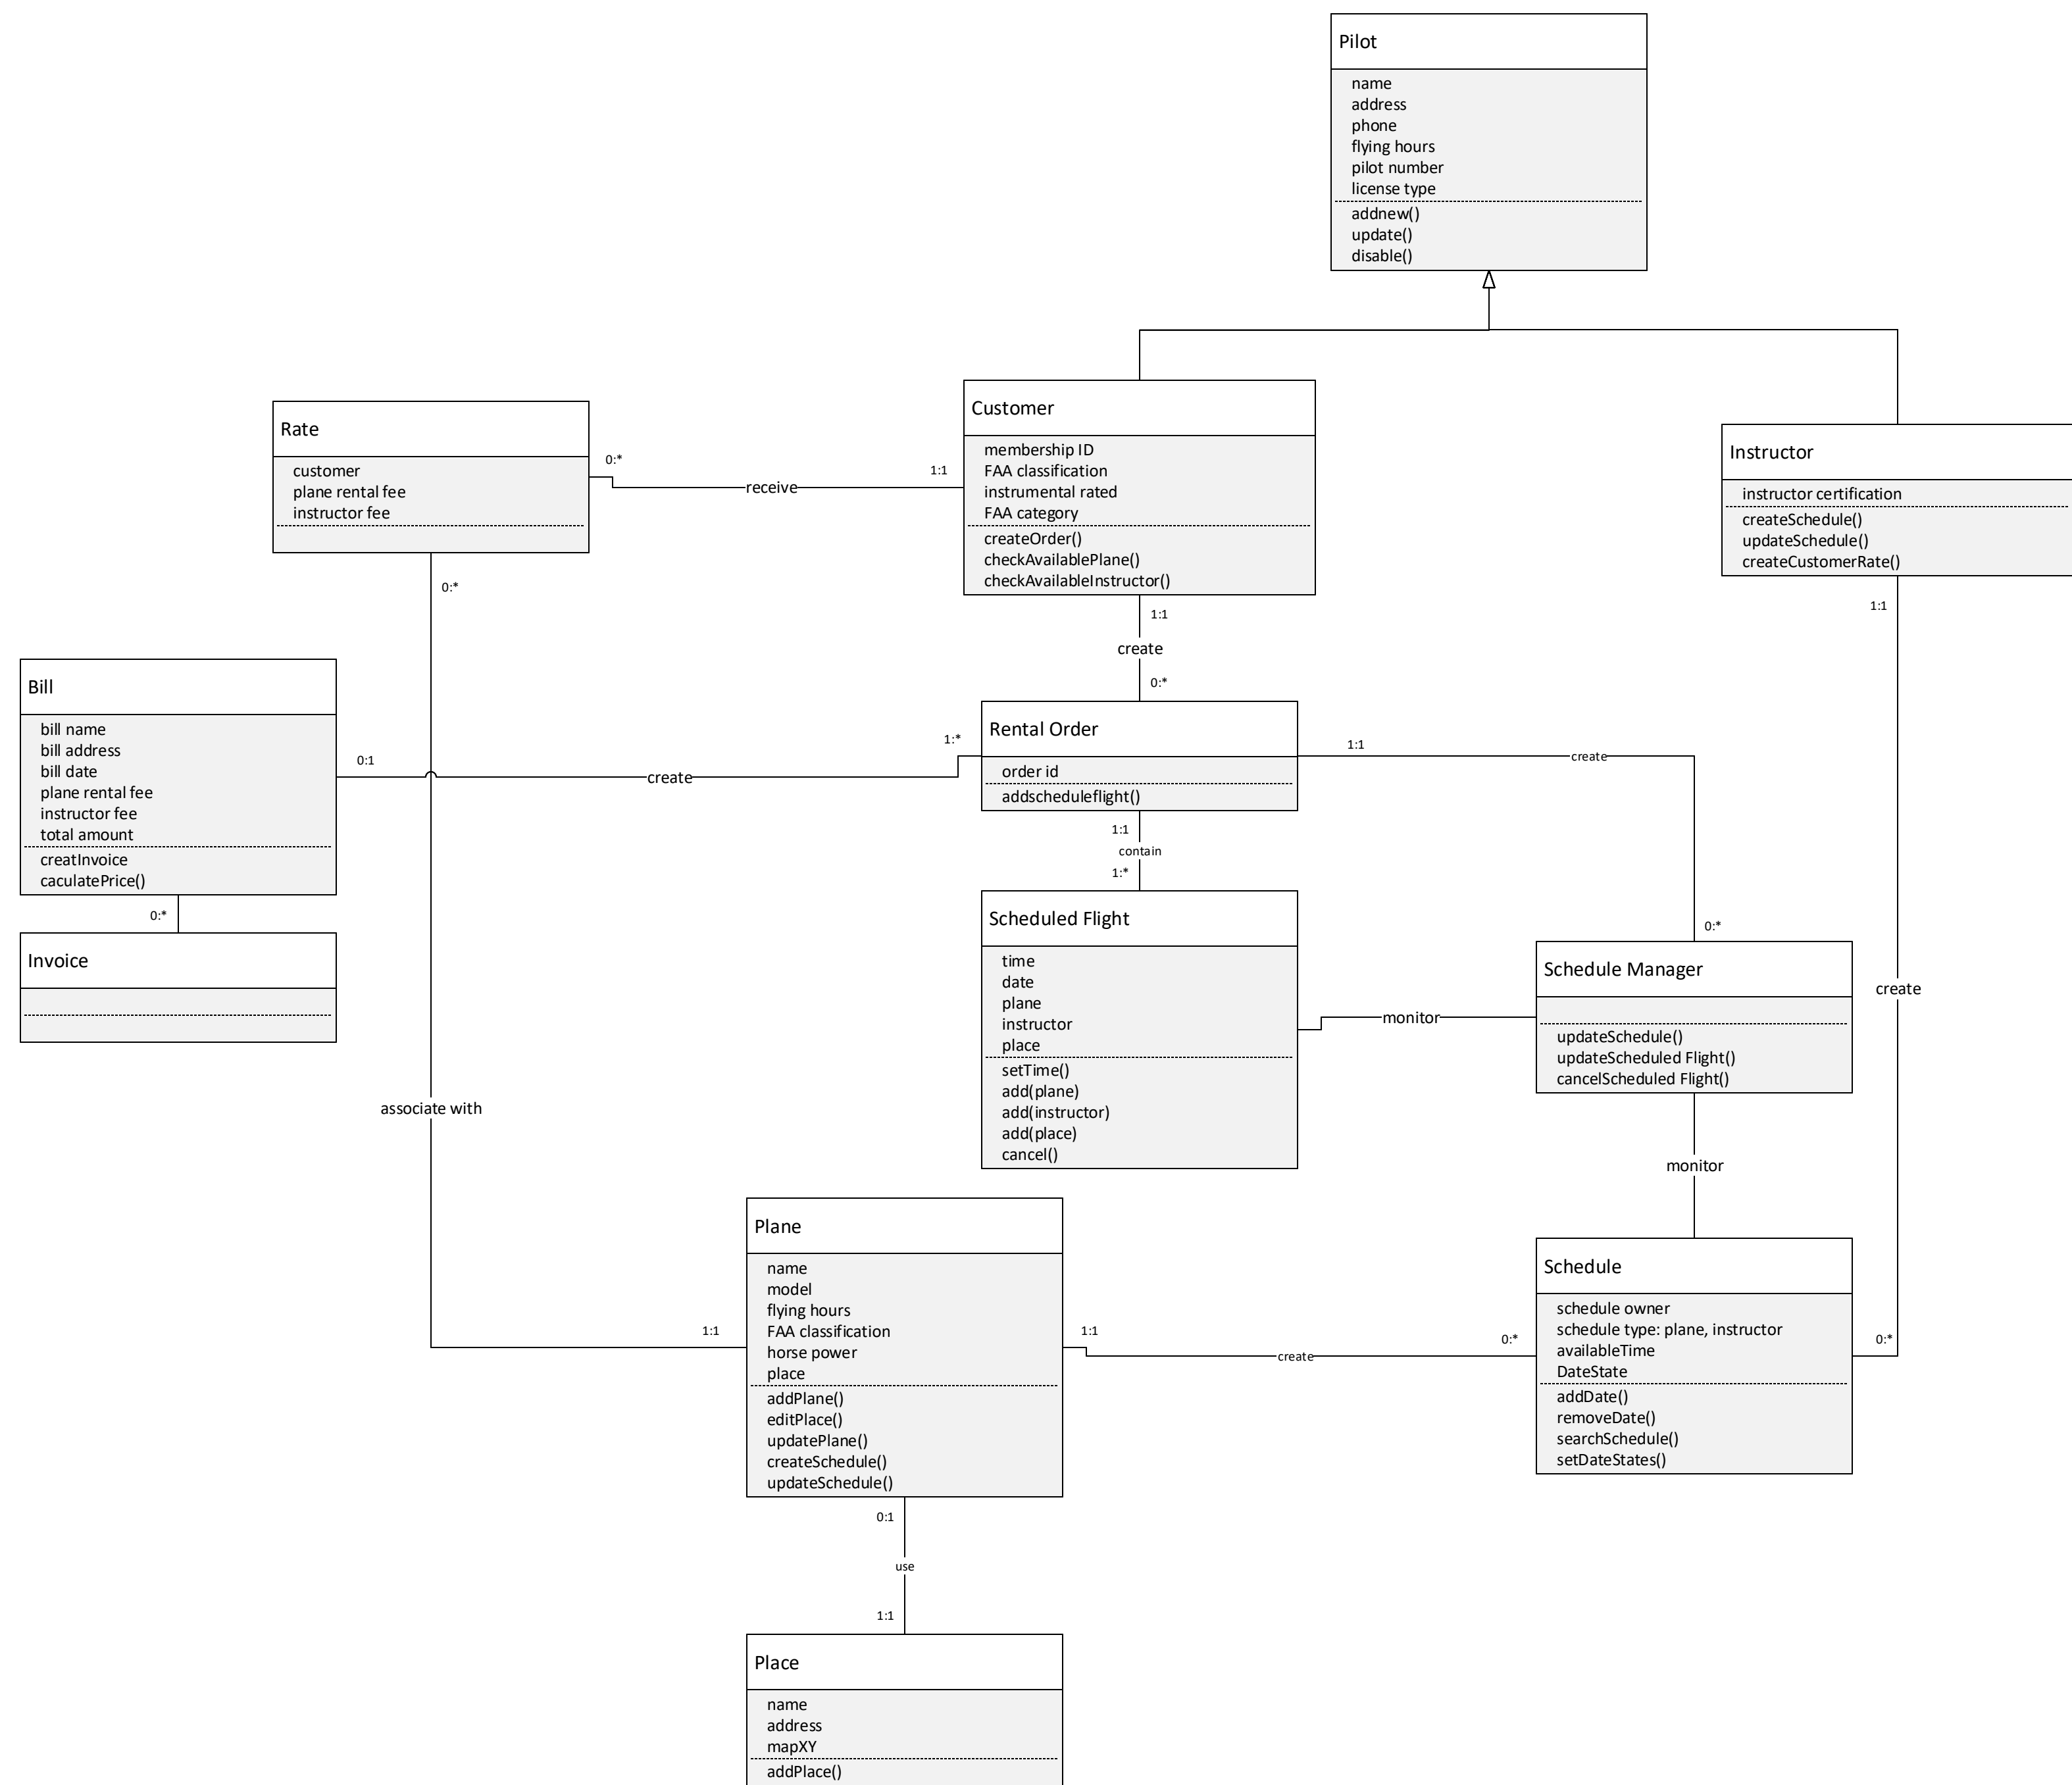 Pilot
name
address
phone
flying hours
pilot number
license type
addnew()
update()
disable()
Customer
membership ID
FAA classification
instrumental rated
FAA category
createOrder()
checkAvailablePlane()
checkAvailableInstructor()
Rate
customer
plane rental fee
instructor fee
0:*
receive
1:1
Instructor
instructor certification
createSchedule()
updateSchedule()
createCustomerRate()
0:*
1:1
create
0:*
1:1
Bill
bill name
bill address
bill date
plane rental fee
instructor fee
total amount
creatInvoice
caculatePrice()
0:1
create
1:*
Rental Order
order id
addscheduleflight()
1:1
create
0:*
1:1
contain
1:*
0:*
Invoice
Scheduled Flight
time
date
plane
instructor
place
setTime()
add(plane)
add(instructor)
add(place)
cancel()
monitor
Schedule Manager
updateSchedule()
updateScheduled Flight()
cancelScheduled Flight()
create
associate with
monitor
Plane
name
model
flying hours
FAA classification
horse power
place
addPlane()
editPlace()
updatePlane()
createSchedule()
updateSchedule()
1:1
1:1
create
0:*
Schedule
schedule owner
schedule type: plane, instructor
availableTime
DateState
addDate()
removeDate()
searchSchedule()
setDateStates()
0:*
0:1
use
1:1
Place
name
address
mapXY
addPlace()